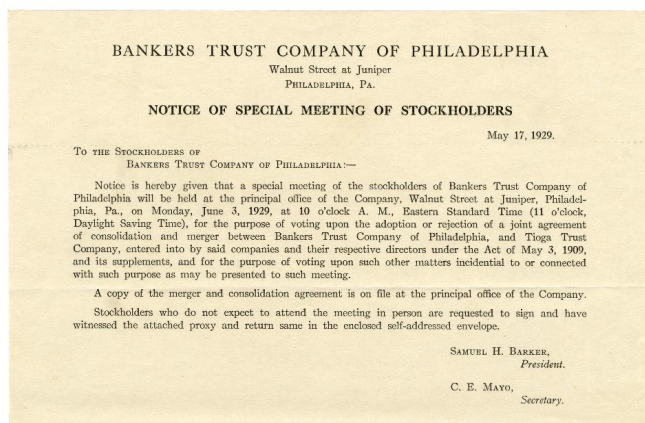 BANKERS TRUST COMPANY OF PHILADELPHIA
Walnut Street at Juniper
PHILADELPHIA, PA.
NOTICE OF SPECIAL MEETING OF STOCKHOLDERS
May 17, 1929.
TO THE STOCKHOLDERS OF
BANKERS TRUST COMPANY OF PHILADELPHIA:—
Notice is hereby given that a special meeting of the stockholders of Bankers Trust Company of
Philadelphia will be held at the principal office of the Company, Walnut Street at Juniper, Philadel-
phia, Pa., on Monday, June 3, 1929, at 10 o'clock A. M., Eastern Standard Time (11 o'clock,
Daylight Saving Time), for the purpose of voting upon the adoption or rejection of a joint agreement
of consolidation and merger between Bankers Trust Company of Philadelphia, and Tioga Trust
Company, entered into by said companies and their respective directors under the Act of May 3, 1909,
and its supplements, and for the purpose of voting upon such other matters incidental to or connected
with such purpose as may be presented to such meeting.
A copy of the merger and consolidation agreement is on file at the principal office of the Company.
Stockholders who do not expect to attend the meeting in person are requested to sign and have
witnessed the attached proxy and return same in the enclosed self-addressed envelope.
SAMUEL H. BARKER,
President.
C. E. MAYO,
Secretary.